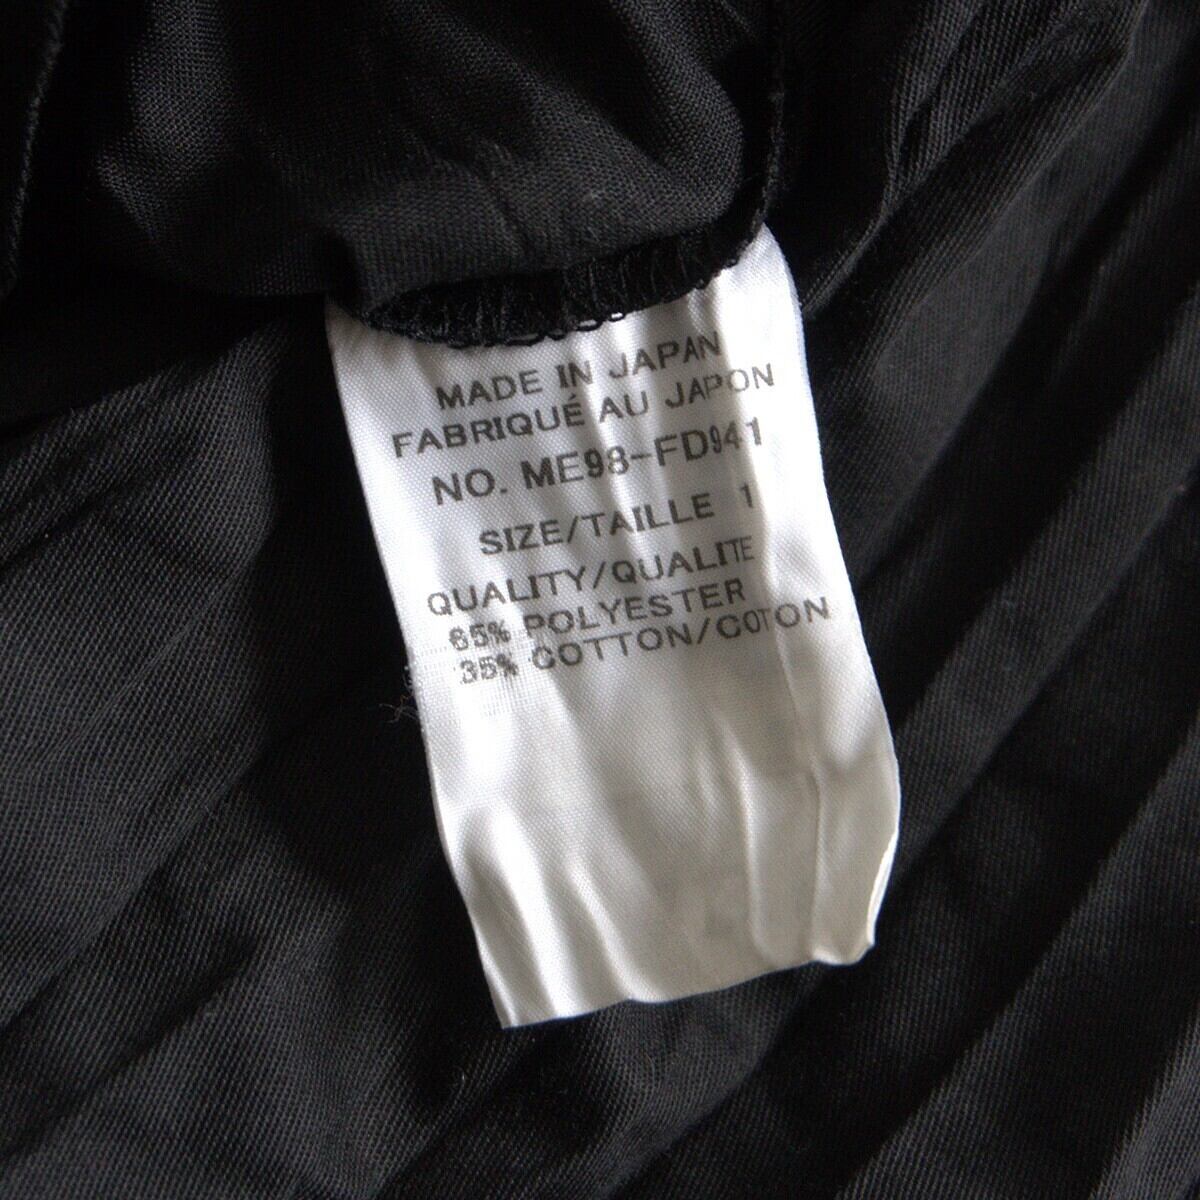 MADE IN JAPAN
FABRIQUÉ AU JAPON
NO. ME98-FD941
SIZE/TAILLE 1
QUALITY/QUALITE
65% POLYESTER
35% COTTON/COTON